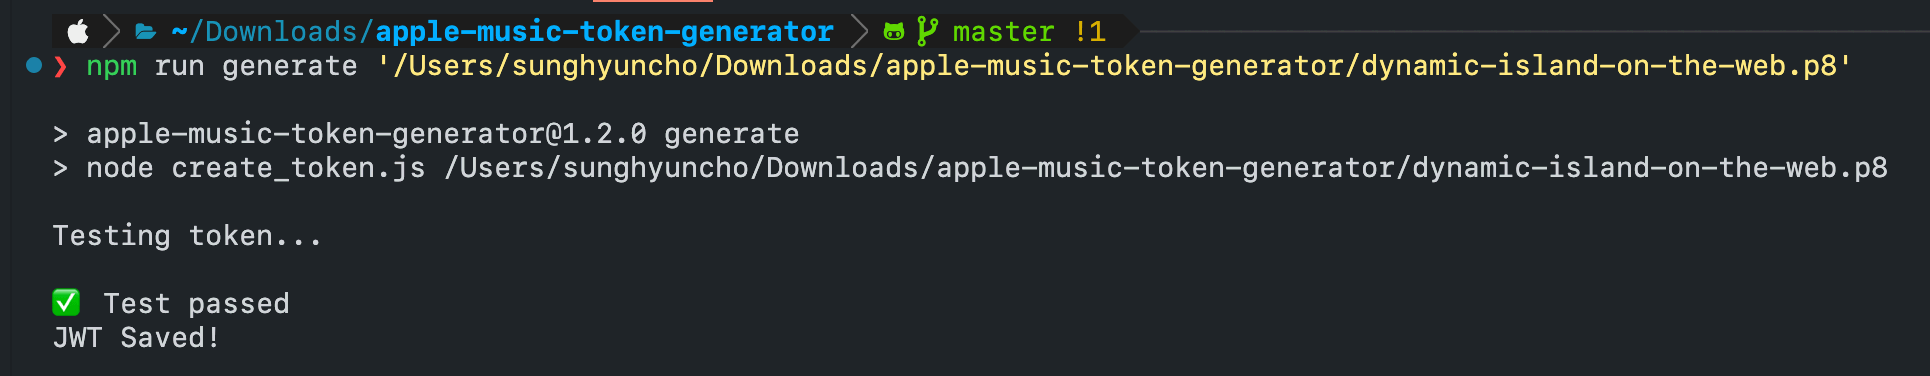 ~/Downloads/apple-music-token-generator master !1
❯ npm run generate '/Users/sunghyuncho/Downloads/apple-music-token-generator/dynamic-island-on-the-web.p8'
> apple-music-token-generator@1.2.0 generate
> node create_token.js /Users/sunghyuncho/Downloads/apple-music-token-generator/dynamic-island-on-the-web.p8
Testing token...
✅ Test passed
JWT Saved!